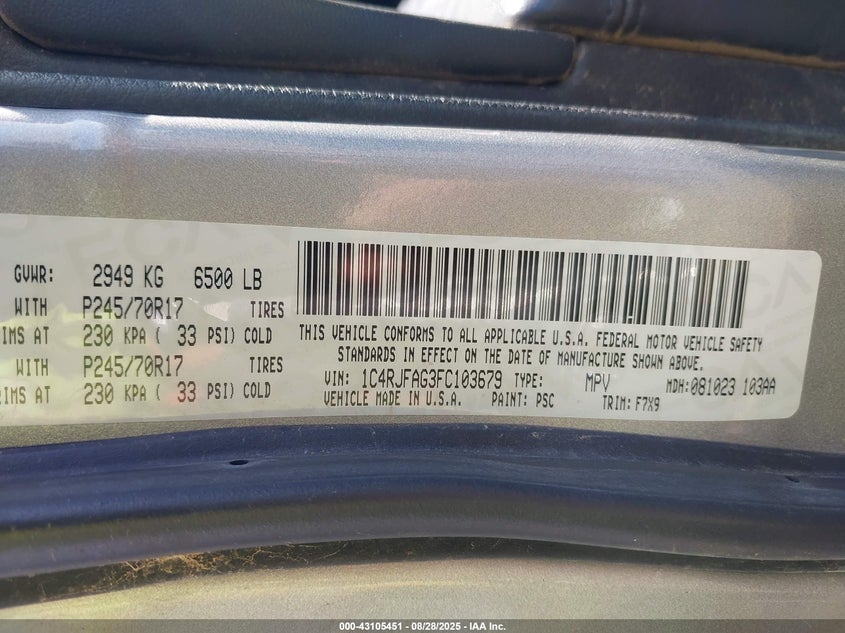 GVWR: 2949 KG 6500 LB
WITH P245/70R17 TIRES
IMS AT 230 KPA ( 33 PSI) COLD
WITH P245/70R17 TIRES
IMS AT 230 KPA ( 33 PSI) COLD
THIS VEHICLE CONFORMS TO ALL APPLICABLE U.S.A. FEDERAL MOTOR VEHICLE SAFETY
STANDARDS IN EFFECT ON THE DATE OF MANUFACTURE SHOWN ABOVE.
VIN: 1C4RJFAG3FC103679 TYPE: MPV MDH: 081023 103AA
VEHICLE MADE IN U.S.A. PAINT: PSC TRIM: F7X9
000-43105451 - 08/28/2025 - IAA Inc.